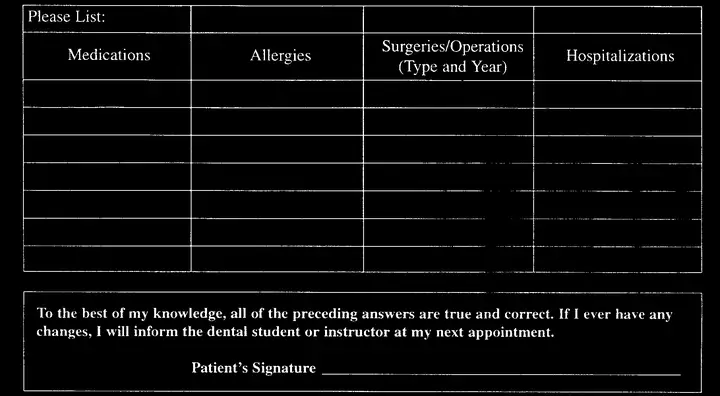 Please List:
Medications
Allergies
Surgeries/Operations
(Type and Year)
Hospitalizations
To the best of my knowledge, all of the preceding answers are true and correct. If I ever have any
changes, I will inform the dental student or instructor at my next appointment.
Patient's Signature